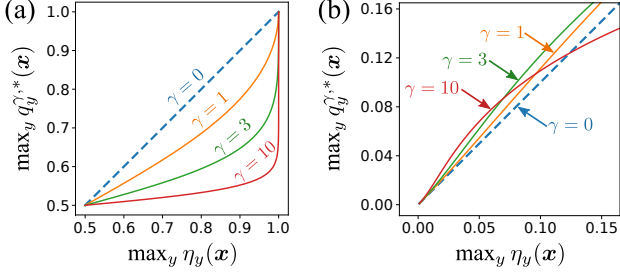 (a)
max_y q_y^{γ,*}(x)
1.0
0.9
0.8
0.7
0.6
0.5
γ = 0
γ = 1
γ = 3
γ = 10
0.5 0.6 0.7 0.8 0.9 1.0
max_y η_y(x)
(b)
max_y q_y^{γ,*}(x)
0.16
0.12
0.08
0.04
0.00
γ = 1
γ = 3
γ = 10
γ = 0
0.00 0.05 0.10 0.15
max_y η_y(x)